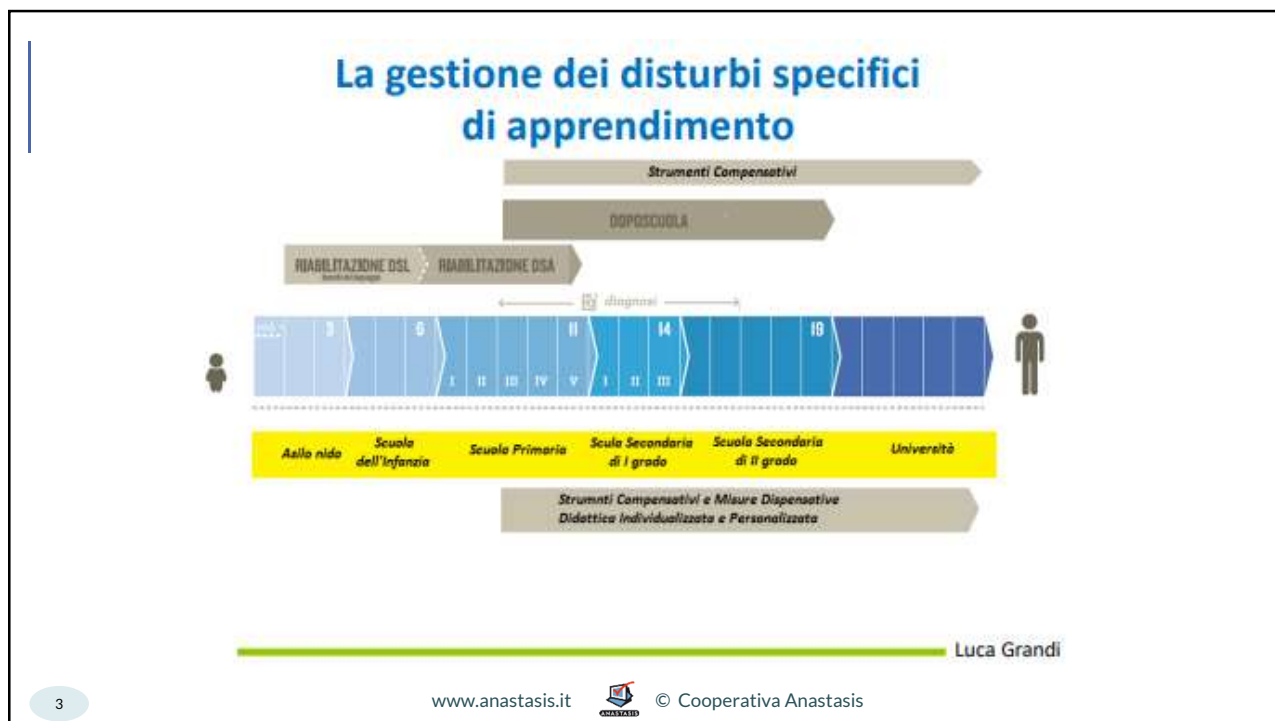 La gestione dei disturbi specifici
di apprendimento
Strumenti Compensativi
DOPOSCUOLA
RIABILITAZIONE DSL RIABILITAZIONE DSA
diagnosi
3 6 11 14 19
I II III IV V I II III
Asilo nido
Scuola
dell'Infanzia
Scuola Primaria
Scula Secondaria
di I grado
Scuola Secondaria
di II grado
Università
Strumnti Compensativi e Misure Dispensative
Didattica Individualizzata e Personalizzata
Luca Grandi
3
www.anastasis.it
ANASTASIS
© Cooperativa Anastasis